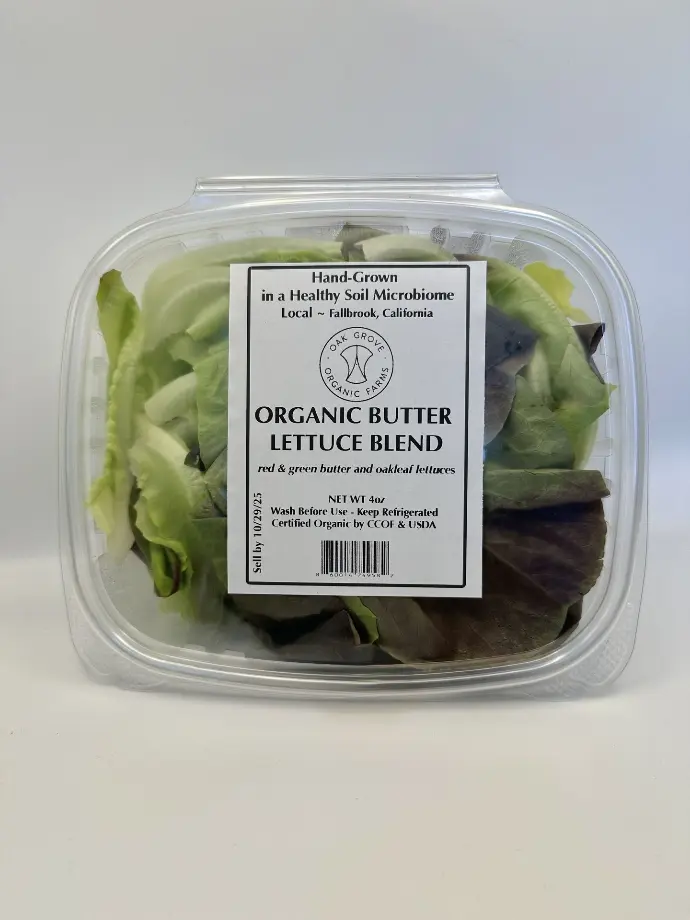 Hand-Grown
in a Healthy Soil Microbiome
Local ~ Fallbrook, California
OAK GROVE
ORGANIC FARMS
ORGANIC BUTTER
LETTUCE BLEND
red & green butter and oakleaf lettuces
NET WT 4oz
Wash Before Use - Keep Refrigerated
Certified Organic by CCOF & USDA
Sell by 10/29/25